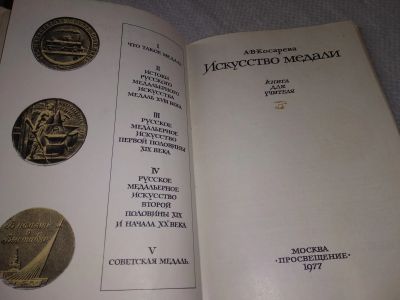 I
ЧТО ТАКОЕ МЕДАЛЬ
II
ИСТОКИ
РУССКОГО
МЕДАЛЬЕРНОГО
ИСКУССТВА
МЕДАЛЬ XVIII ВЕКА
III
РУССКОЕ
МЕДАЛЬЕРНОЕ
ИСКУССТВО
ПЕРВОЙ ПОЛОВИНЫ
XIX ВЕКА
IV
РУССКОЕ
МЕДАЛЬЕРНОЕ
ИСКУССТВО
ВТОРОЙ
ПОЛОВИНЫ XIX
И НАЧАЛА XX ВЕКА
V
СОВЕТСКАЯ МЕДАЛЬ
А·В·Косарева
Искусство медали
КНИГА
ДЛЯ
УЧИТЕЛЯ
МОСКВА
·ПРОСВЕЩЕНИЕ·
1977